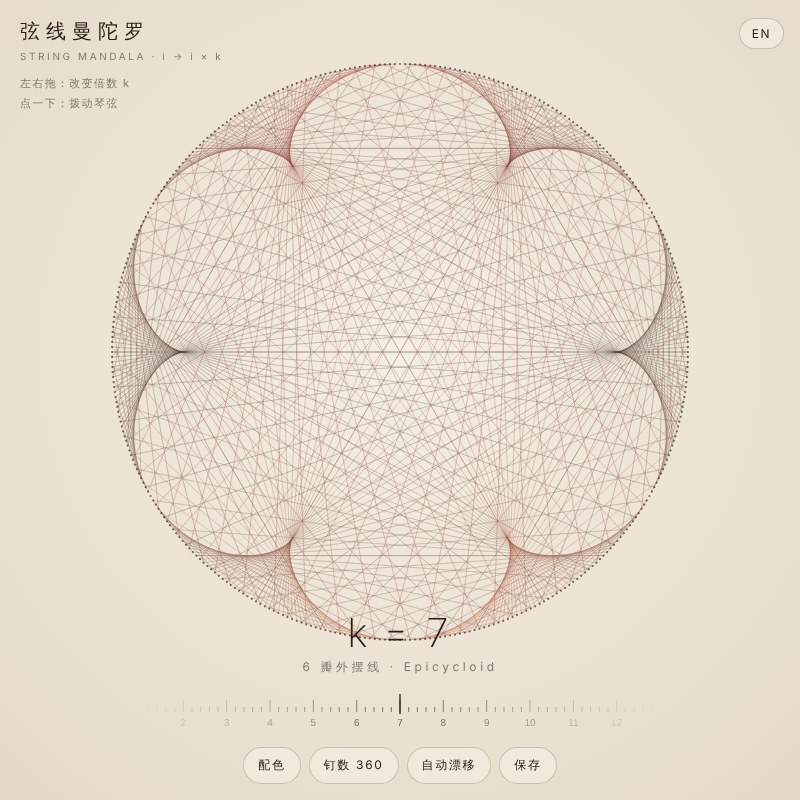 弦线曼陀罗
EN
STRING MANDALA · i → i × k
左右拖：改变倍数 k
点一下：拨动琴弦
k = 7
6 瓣外摆线 · Epicycloid
2 3 4 5 6 7 8 9 10 11 12
配色 钉数 360 自动漂移 保存